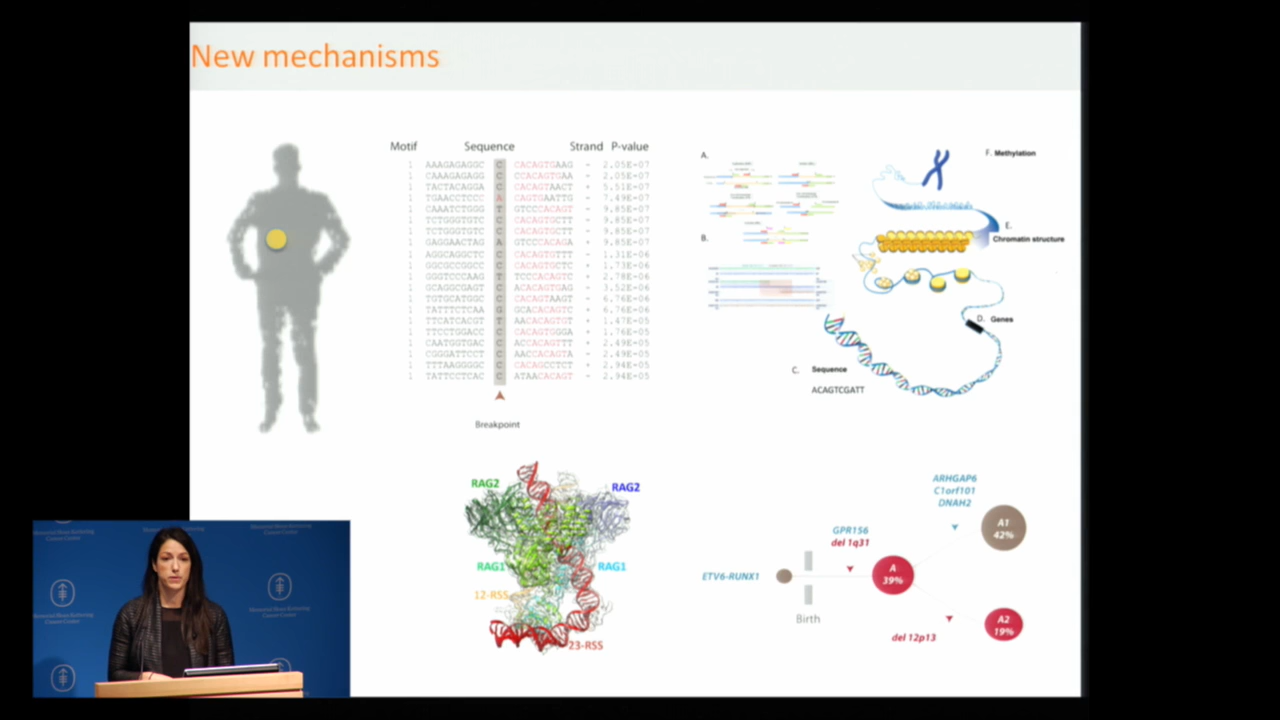 New mechanisms
Motif Sequence Strand P-value
1 AAAGAGAGGC C CACAGTGAAG - 2.05E-07
1 CAAAGAGAGG C CCACAGTGAA - 2.05E-07
1 TACTACAGGA C CACAGTAACT + 5.51E-07
1 TGAACCTCCC A CAGTGAATTG - 7.49E-07
1 CAAATCTGGG T GTCCCACAGT - 9.85E-07
1 TCTGGGTGTC C CACAGTGCTT - 9.85E-07
1 TCTGGGTGTC C CACAGTGCTT - 9.85E-07
1 GAGGAACTAG A GTCCCACAGA + 9.85E-07
1 AGGCAGGCTC C CACAGTGTTT - 1.31E-06
1 GGCGCCGGCC C CACAGTGCTC + 1.73E-06
1 GGGTCCCAAG T TCCCACAGTC + 2.78E-06
1 GCAGGCGAGT C ACACAGTGAG + 3.52E-06
1 TGTGCATGGC C CACAGTAAGT - 6.76E-06
1 TATTTCTCAA G GCACACAGTC + 6.76E-06
1 TTCATCACGT T AACACAGTGT + 1.47E-05
1 TTCCTGGACC C CACAGTGGGA + 1.76E-05
1 CAATGGTGAC C ACCACAGTTT + 2.49E-05
1 CGGGATTCCT C AACCACAGTA - 2.49E-05
1 TTTAAGGGGC C CACAGCCTCT + 2.94E-05
1 TATTCCTCAC C ATAACACAGT - 2.94E-05
Breakpoint
A.
B.
F. Methylation
E.
Chromatin structure
D. Genes
C. Sequence
ACAGTCGATT
RAG2 RAG2
RAG1 RAG1
12-RSS
23-RSS
ARHGAP6
C1orf101
DNAH2
GPR156
del 1q31
ETV6-RUNX1
Birth
A
39%
A1
42%
del 12p13
A2
19%
Memorial Sloan Kettering
Cancer Center